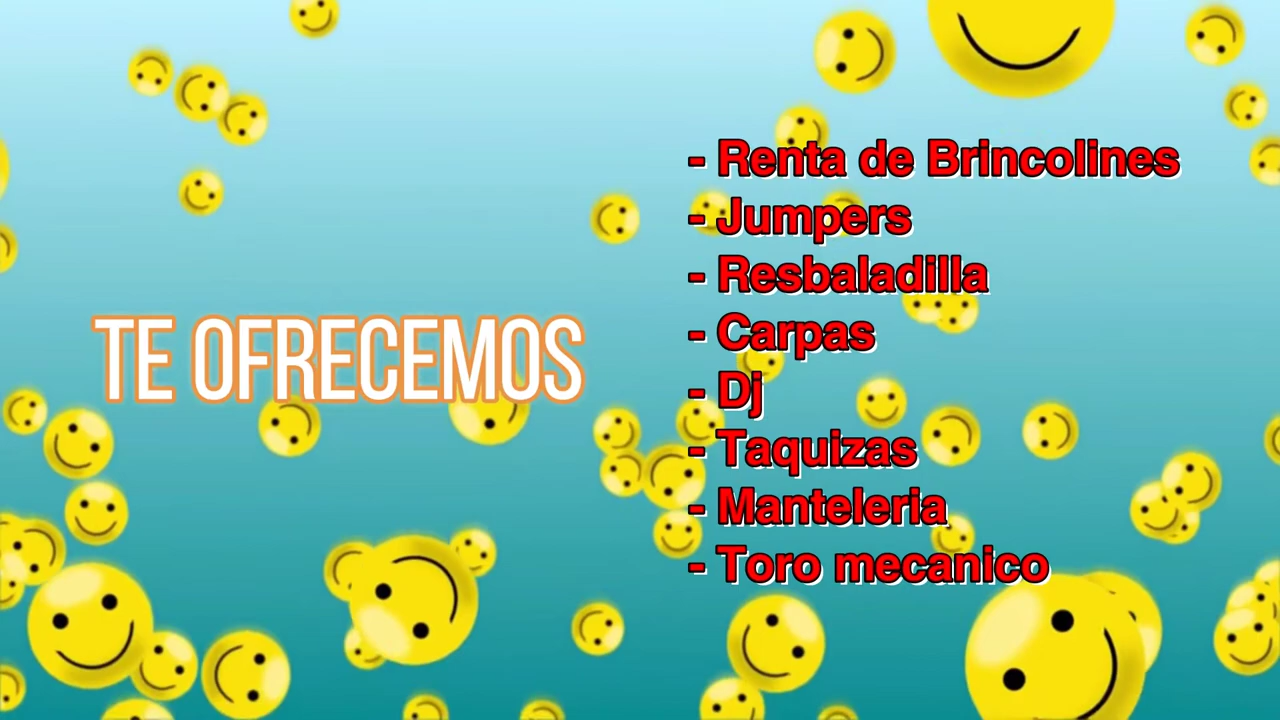 TE OFRECEMOS
- Renta de Brincolines
- Jumpers
- Resbaladilla
- Carpas
- Dj
- Taquizas
- Manteleria
- Toro mecanico